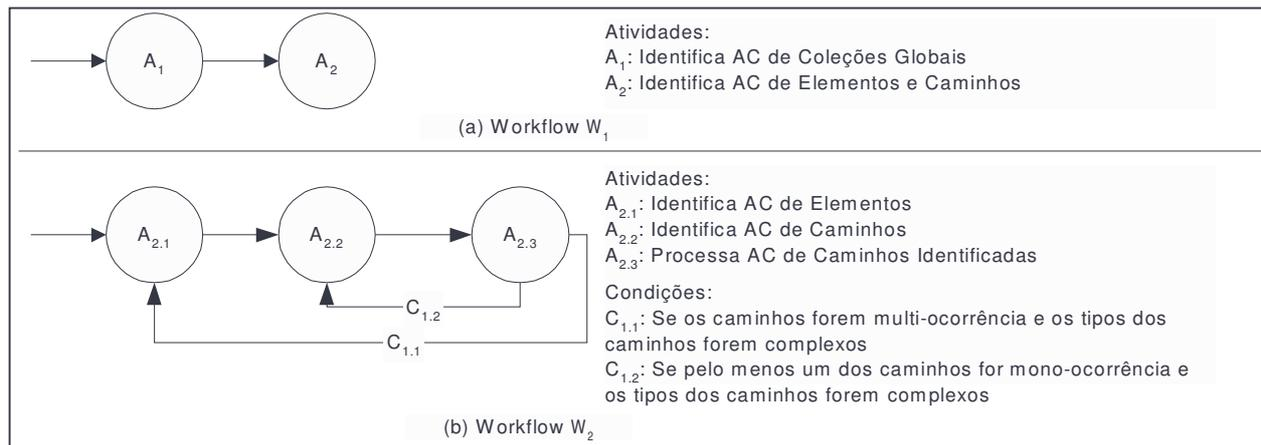 A1
A2
Atividades:
A1: Identifica AC de Coleções Globais
A2: Identifica AC de Elementos e Caminhos
(a) Workflow W1
A2.1
A2.2
A2.3
C1.2
C1.1
Atividades:
A2.1: Identifica AC de Elementos
A2.2: Identifica AC de Caminhos
A2.3: Processa AC de Caminhos Identificadas
Condições:
C1.1: Se os caminhos forem multi-ocorrência e os tipos dos
caminhos forem complexos
C1.2: Se pelo menos um dos caminhos for mono-ocorrência e
os tipos dos caminhos forem complexos
(b) Workflow W2